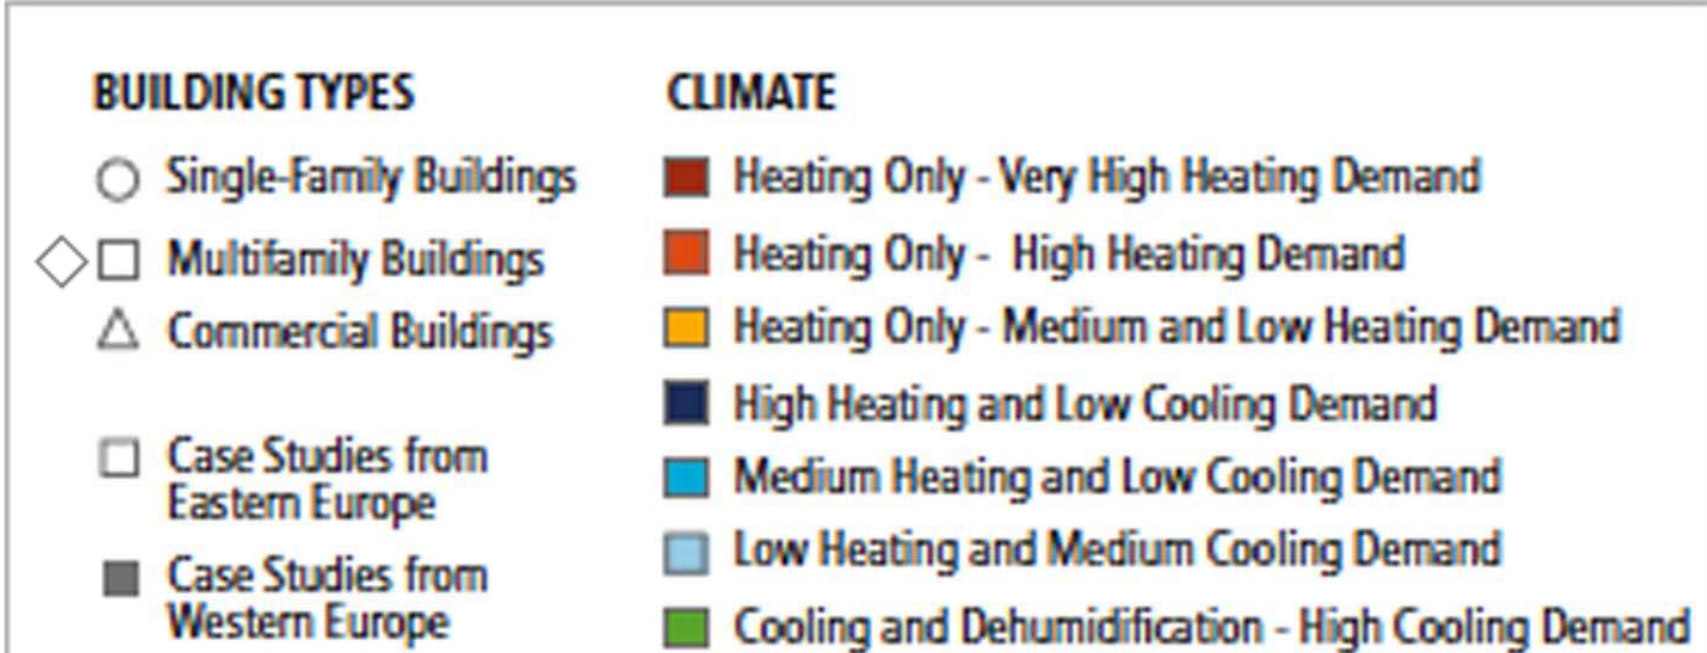 BUILDING TYPES
Single-Family Buildings
Multifamily Buildings
Commercial Buildings
Case Studies from
Eastern Europe
Case Studies from
Western Europe
CLIMATE
Heating Only - Very High Heating Demand
Heating Only - High Heating Demand
Heating Only - Medium and Low Heating Demand
High Heating and Low Cooling Demand
Medium Heating and Low Cooling Demand
Low Heating and Medium Cooling Demand
Cooling and Dehumidification - High Cooling Demand